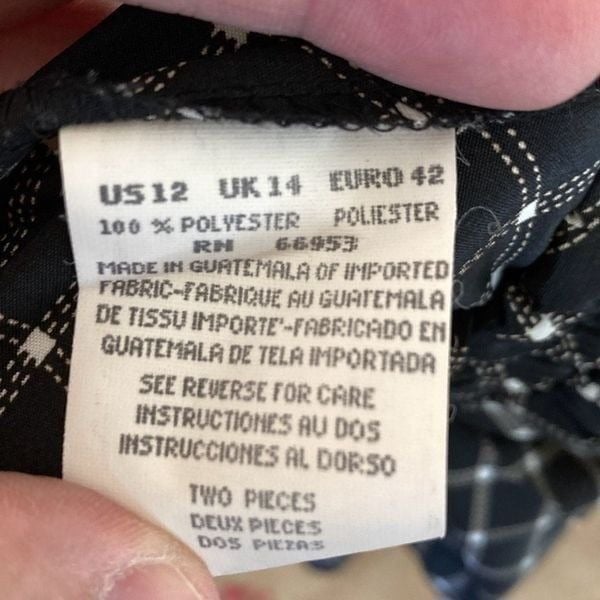 US 12 UK 14 EURO 42
100 % POLYESTER POLIESTER
RN 66953
MADE IN GUATEMALA OF IMPORTED
FABRIC-FABRIQUE AU GUATEMALA
DE TISSU IMPORTE'-FABRICADO EN
GUATEMALA DE TELA IMPORTADA
SEE REVERSE FOR CARE
INSTRUCTIONES AU DOS
INSTRUCCIONES AL DORSO
TWO PIECES
DEUX PIECES
DOS PIEZAS